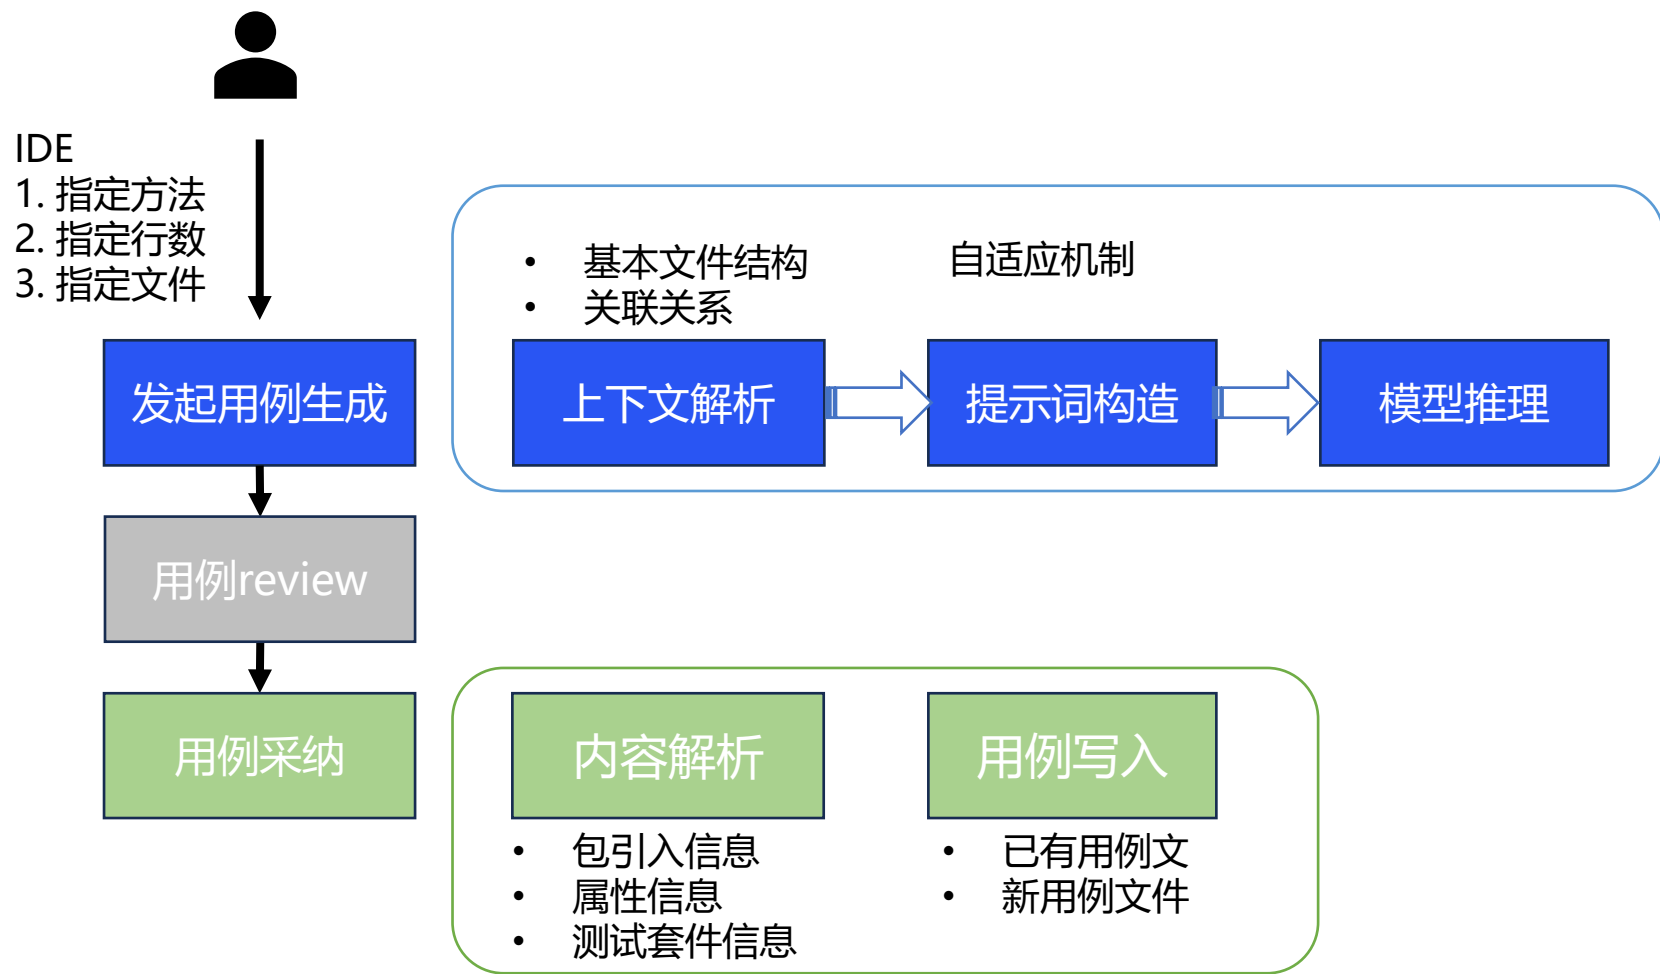 IDE
1. 指定方法
2. 指定行数
3. 指定文件
• 基本文件结构
• 关联关系
自适应机制
发起用例生成
上下文解析
提示词构造
模型推理
用例review
用例采纳
内容解析
用例写入
• 包引入信息
• 属性信息
• 测试套件信息
• 已有用例文
• 新用例文件